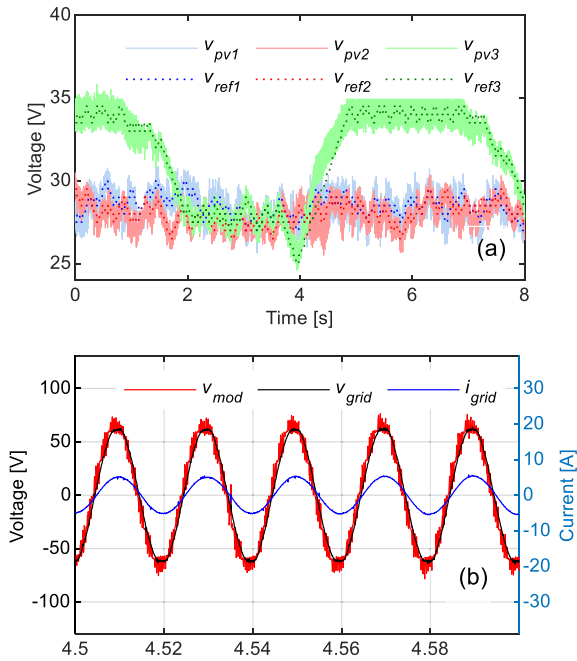 40
35
30
25
Voltage [V]
v_pv1 v_pv2 v_pv3
v_ref1 v_ref2 v_ref3
(a)
0 2 4 6 8
Time [s]
100
50
0
-50
-100
Voltage [V]
v_mod v_grid i_grid
30
20
10
0
-10
-20
-30
Current [A]
(b)
4.5 4.52 4.54 4.56 4.58